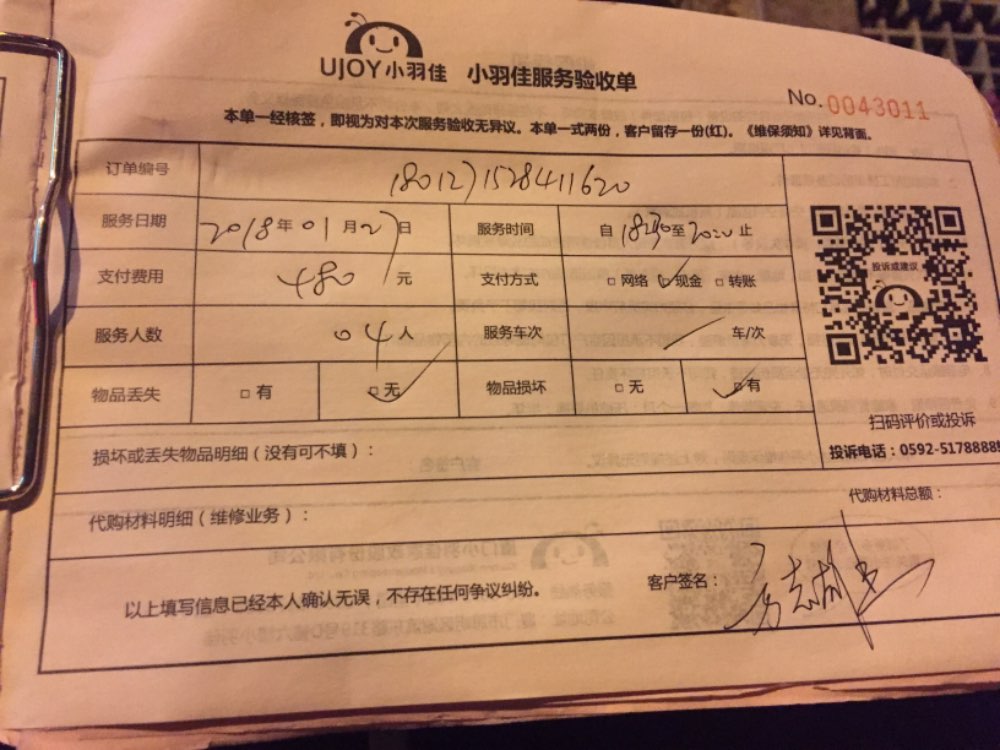 UJOY小羽佳 小羽佳服务验收单
No.0043011
本单一经核签，即视为对本次服务验收无异议。本单一式两份，客户留存一份(红)。《维保须知》详见背面。
订单编号 1801271528411620
服务日期 2018年01月27日 服务时间 自1830至2020止
支付费用 480 元 支付方式 □网络 ☑现金 □转账
投诉或建议
服务人数 04人 服务车次 / 车/次
物品丢失 □有 ☑无 物品损坏 □无 ☑有
扫码评价或投诉
损坏或丢失物品明细（没有可不填）：
投诉电话：0592-5178888
代购材料明细（维修业务）：
代购材料总额：
以上填写信息已经本人确认无误，不存在任何争议纠纷。
客户签名：